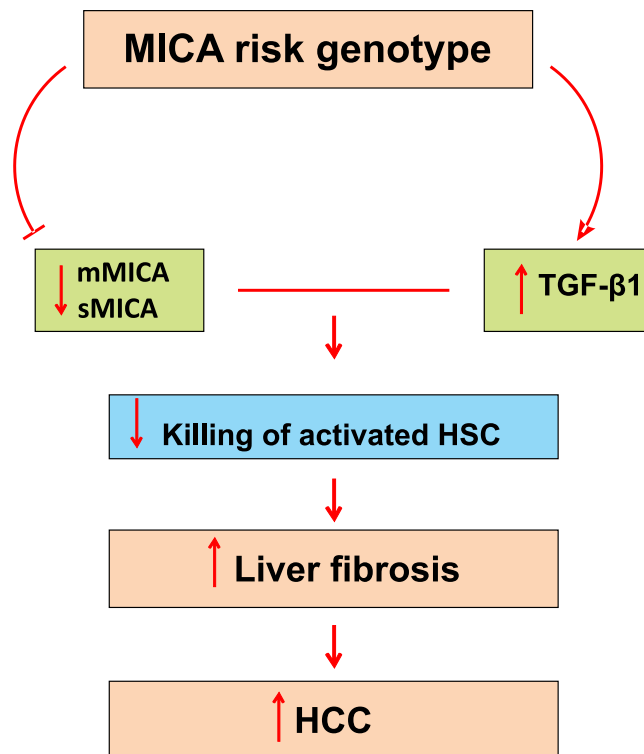 MICA risk genotype
mMICA
sMICA
TGF-β1
Killing of activated HSC
Liver fibrosis
HCC